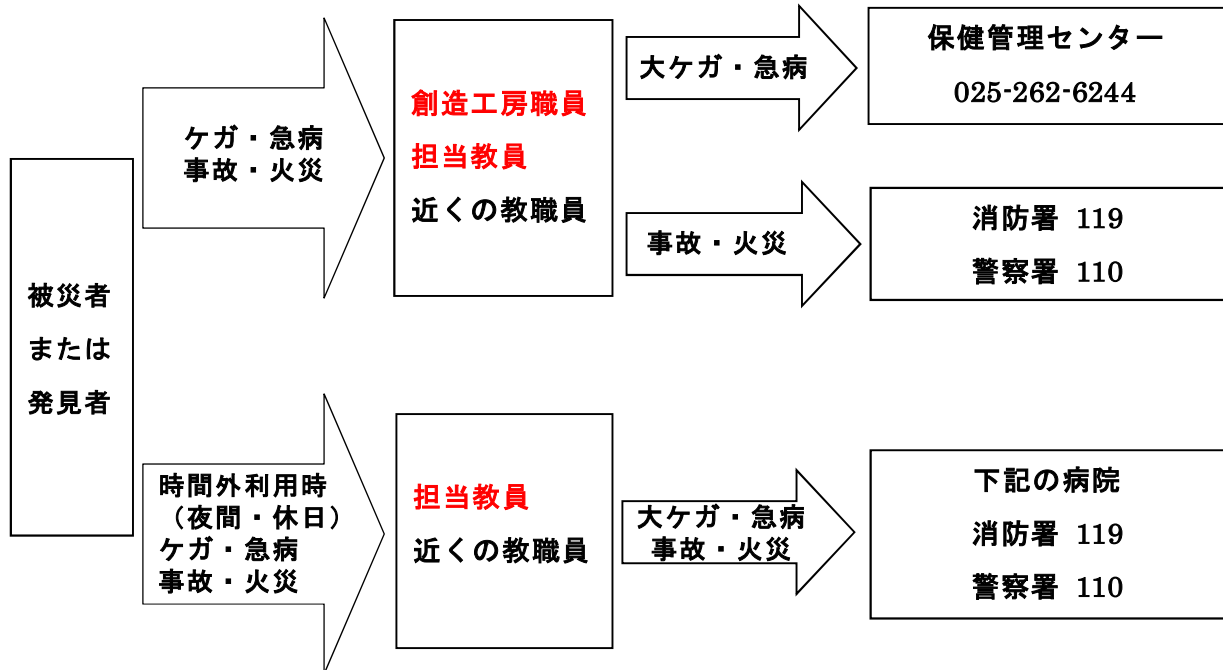 被災者
または
発見者
ケガ・急病
事故・火災
創造工房職員
担当教員
近くの教職員
大ケガ・急病
保健管理センター
025-262-6244
事故・火災
消防署 119
警察署 110
時間外利用時
（夜間・休日）
ケガ・急病
事故・火災
担当教員
近くの教職員
大ケガ・急病
事故・火災
下記の病院
消防署 119
警察署 110